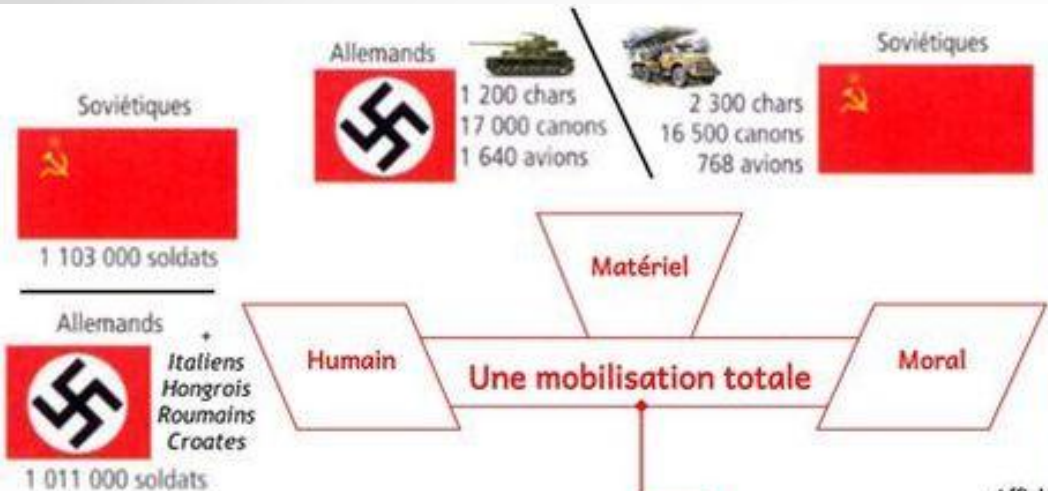 Allemands
1 200 chars
17 000 canons
1 640 avions
Soviétiques
2 300 chars
16 500 canons
768 avions
Soviétiques
1 103 000 soldats
Allemands
+
Italiens
Hongrois
Roumains
Croates
1 011 000 soldats
Matériel
Humain
Une mobilisation totale
Moral